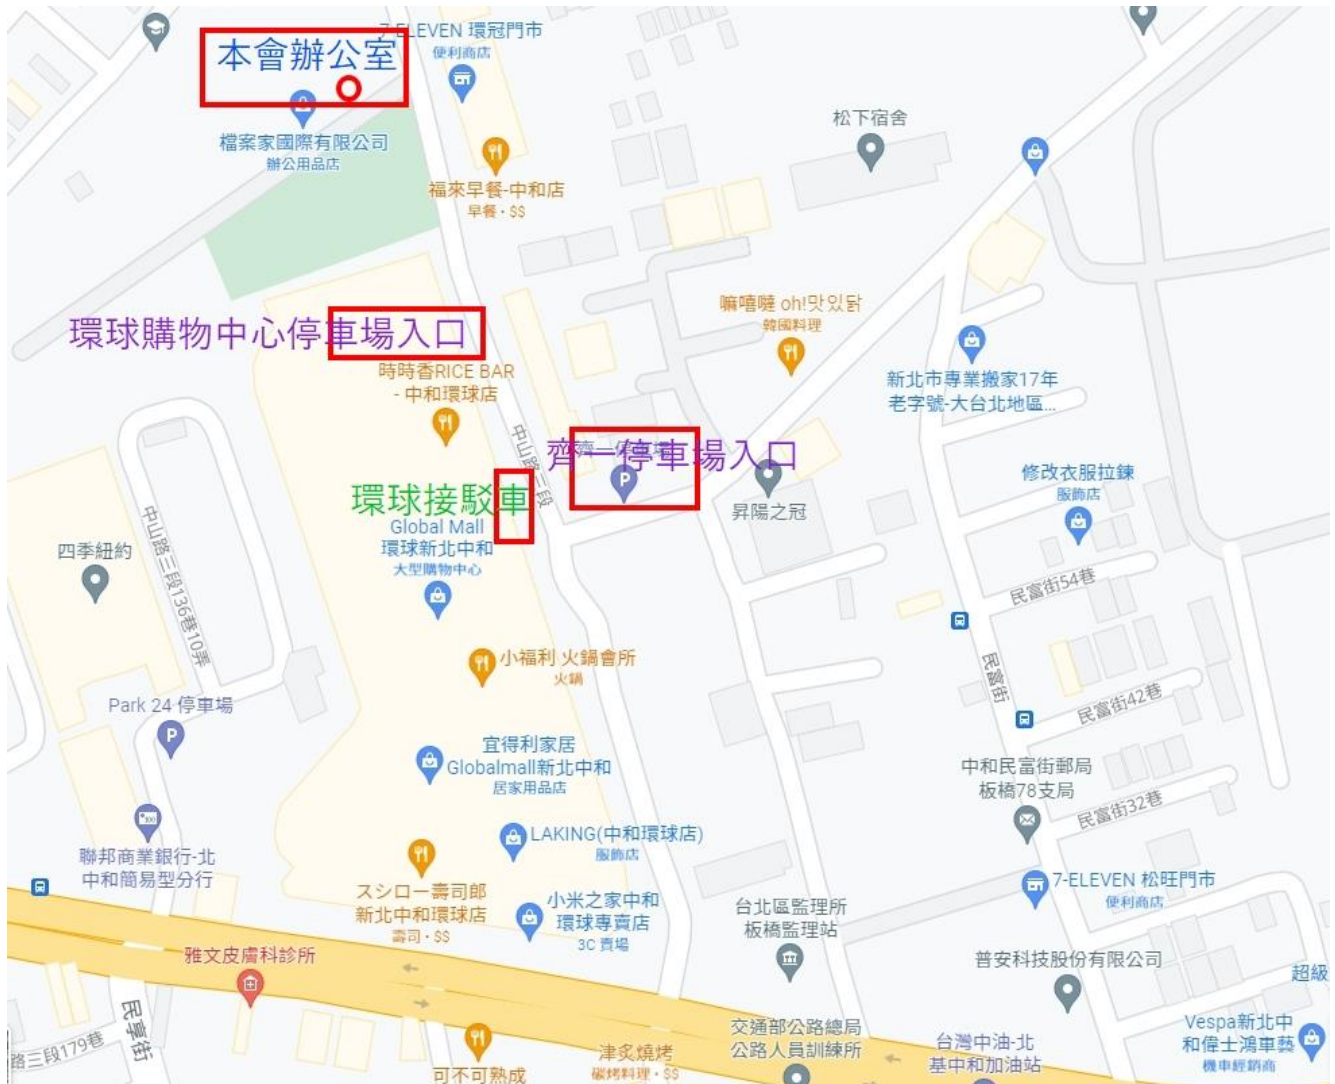 7-ELEVEN 環冠門市
便利商店
本會辦公室
檔案家國際有限公司
辦公用品店
福來早餐-中和店
早餐・$$
松下宿舍
環球購物中心停車場入口
時時香RICE BAR
- 中和環球店
嘛嘻噠 oh!맛있닭
韓國料理
新北市專業搬家17年
老字號-大台北地區...
中山路三段
齊一停車場入口
昇陽之冠
修改衣服拉鍊
服飾店
環球接駁車
Global Mall
環球新北中和
大型購物中心
四季紐約
中山路三段136巷10弄
民富街54巷
小福利 火鍋會所
火鍋
民富街
民富街42巷
Park 24 停車場
宜得利家居
Globalmall新北中和
居家用品店
中和民富街郵局
板橋78支局
民富街32巷
LAKING(中和環球店)
服飾店
聯邦商業銀行-北
中和簡易型分行
スシロー壽司郎
新北中和環球店
壽司・$$
小米之家中和
環球專賣店
3C 賣場
台北區監理所
板橋監理站
7-ELEVEN 松旺門市
便利商店
雅文皮膚科診所
普安科技股份有限公司
超級
民享街
路三段179巷
可不可熟成
津炙燒烤
碳烤料理・$$
交通部公路總局
公路人員訓練所
台灣中油-北
基中和加油站
Vespa新北中
和偉士鴻車藝
機車經銷商